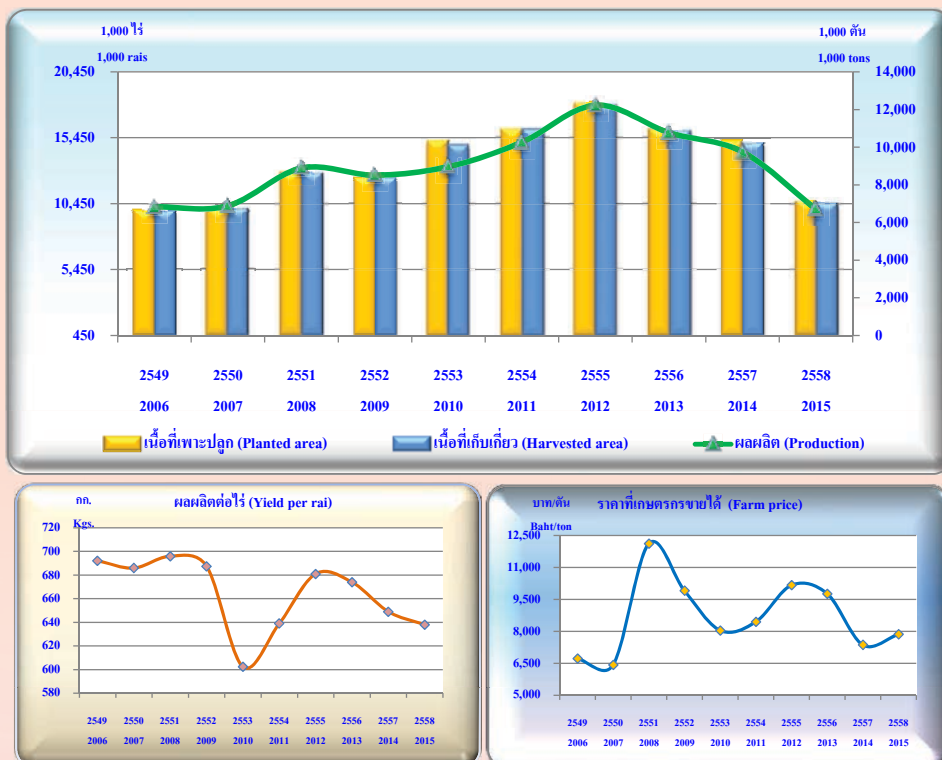 1,000 ไร่ 1,000 ตัน
1,000 rais 1,000 tons
20,450 14,000
12,000
15,450 10,000
8,000
10,450 6,000
4,000
5,450 2,000
450 0
2549 2550 2551 2552 2553 2554 2555 2556 2557 2558
2006 2007 2008 2009 2010 2011 2012 2013 2014 2015
เนื้อที่เพาะปลูก (Planted area) เนื้อที่เก็บเกี่ยว (Harvested area) ผลผลิต (Production)
กก. ผลผลิตต่อไร่ (Yield per rai)
Kgs.
720
700
680
660
640
620
600
580
2549 2550 2551 2552 2553 2554 2555 2556 2557 2558
2006 2007 2008 2009 2010 2011 2012 2013 2014 2015
บาท/ตัน ราคาที่เกษตรกรขายได้ (Farm price)
Baht/ton
12,500
11,000
9,500
8,000
6,500
5,000
2549 2550 2551 2552 2553 2554 2555 2556 2557 2558
2006 2007 2008 2009 2010 2011 2012 2013 2014 2015